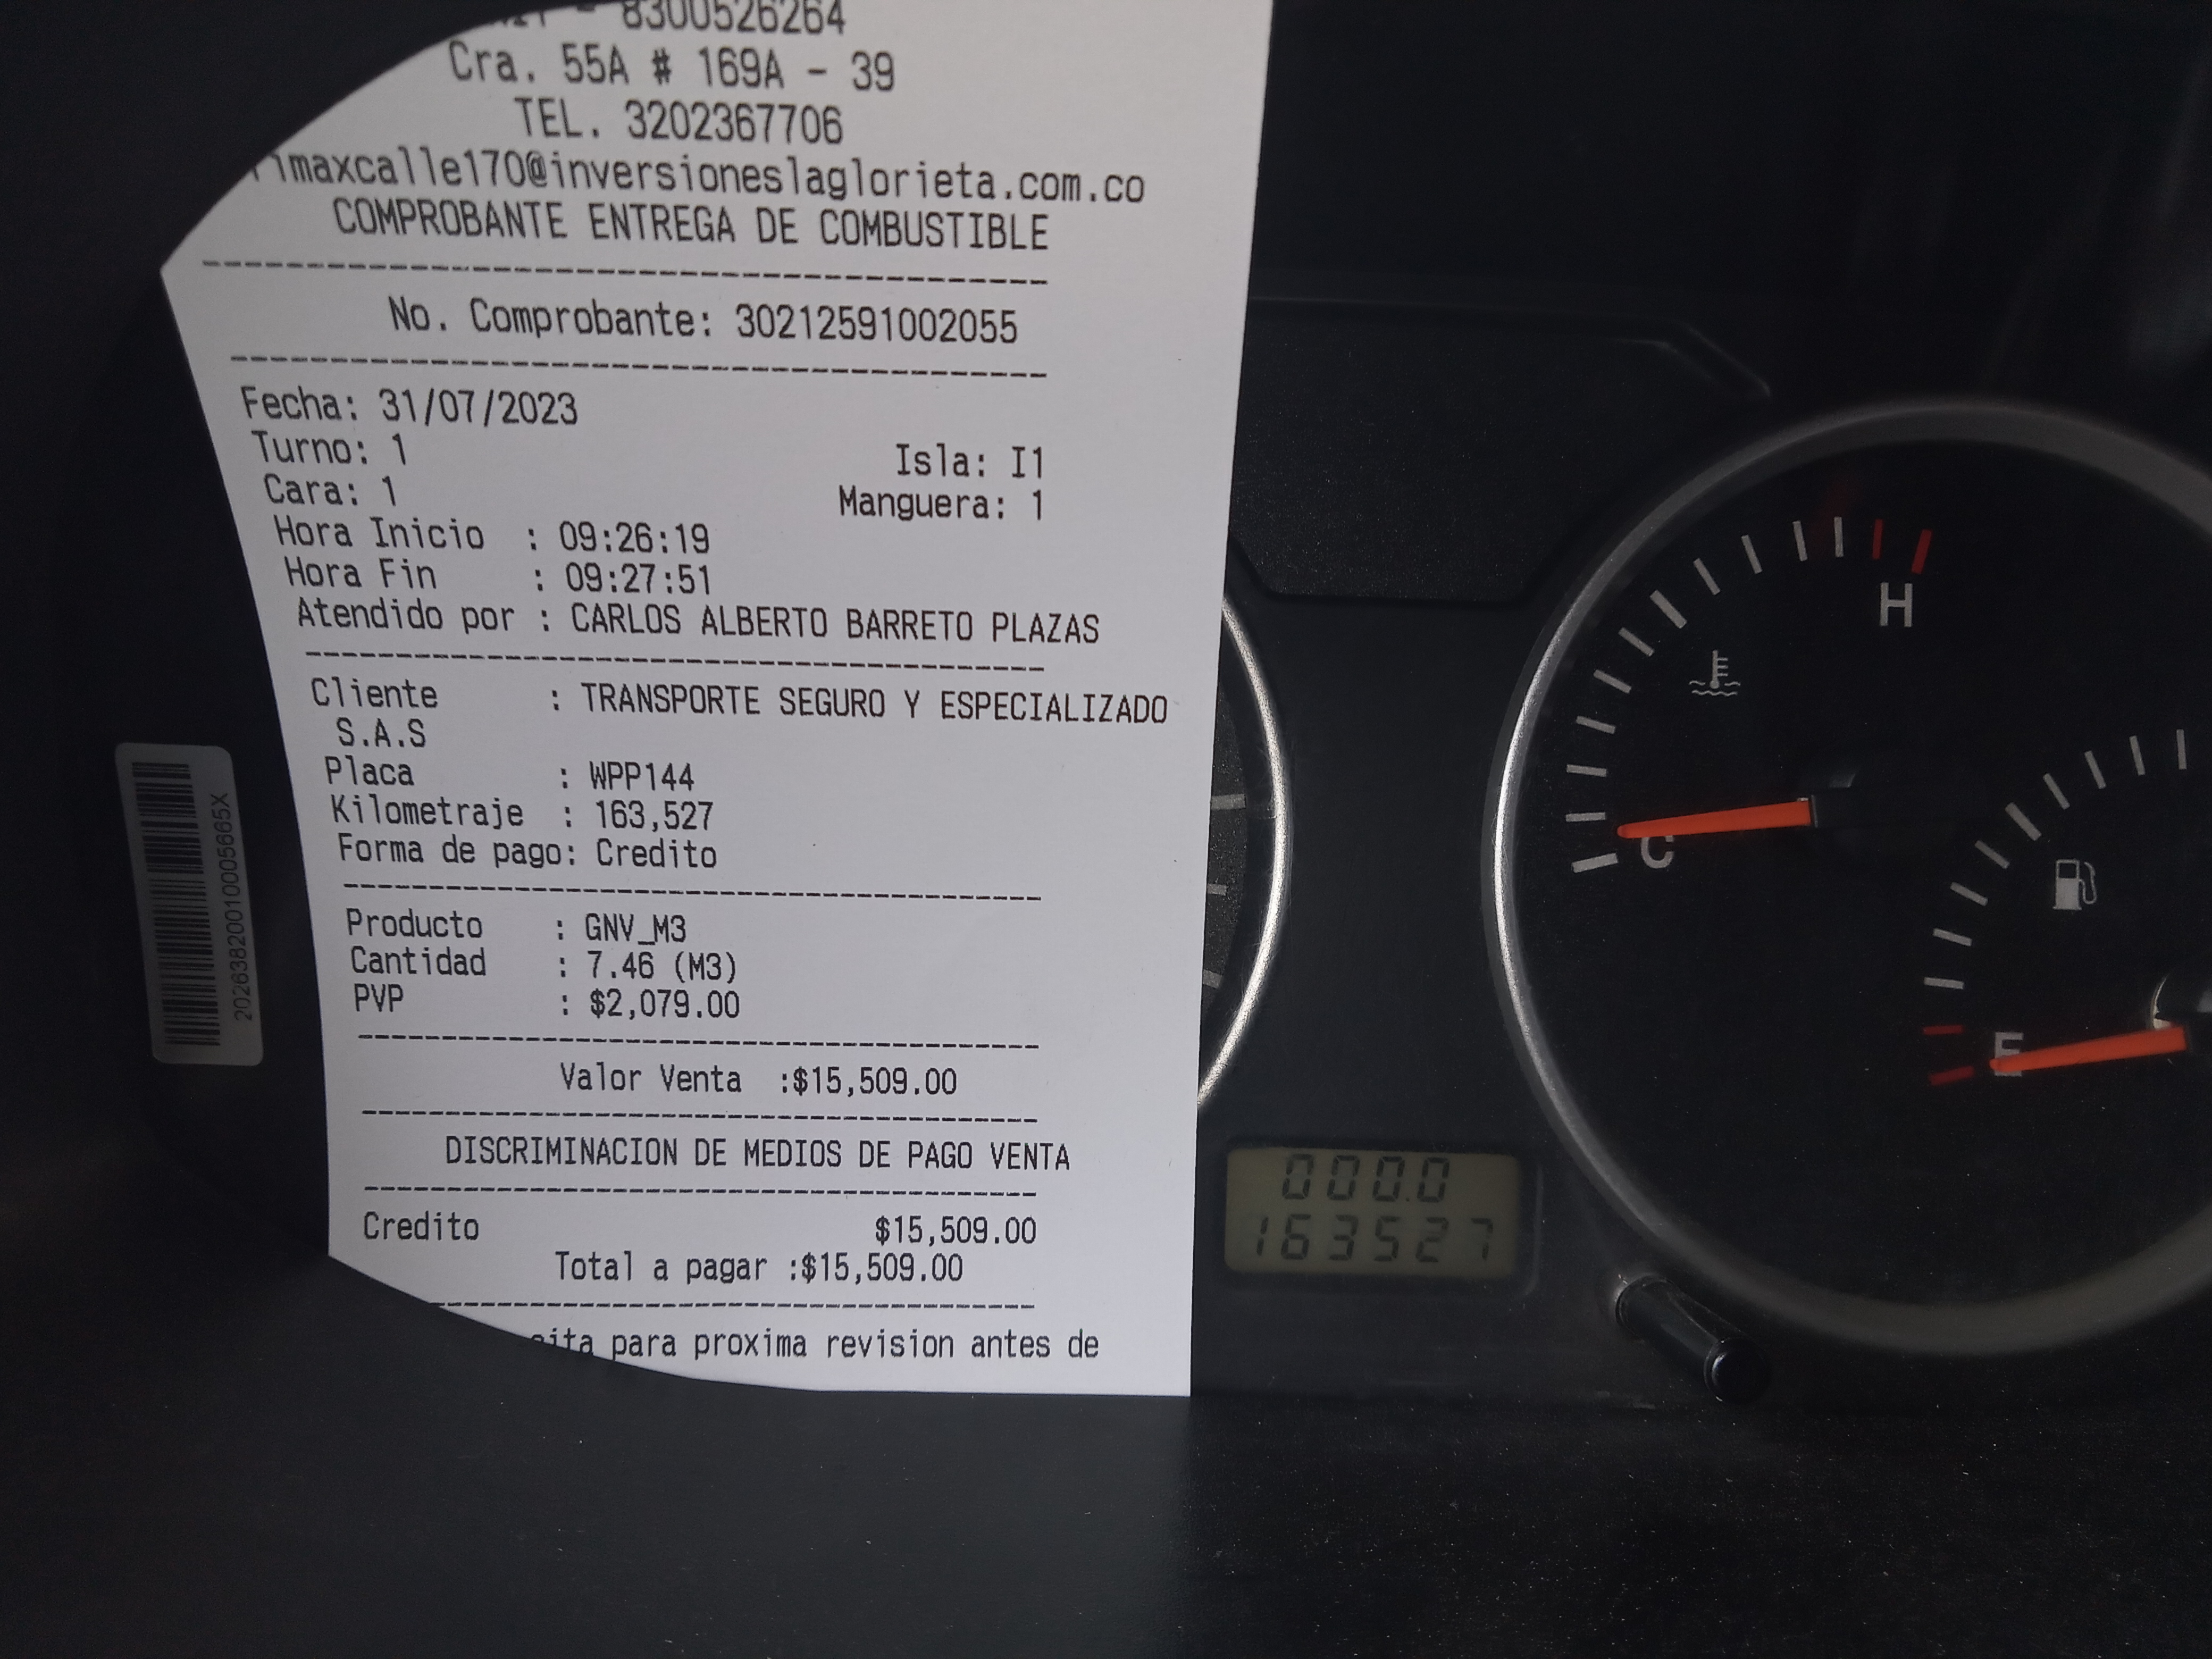 8300526264
Cra. 55A # 169A - 39
TEL. 3202367706
imaxcalle170@inversioneslaglorieta.com.co
COMPROBANTE ENTREGA DE COMBUSTIBLE
No. Comprobante: 30212591002055
Fecha: 31/07/2023
Turno: 1 Isla: I1
Cara: 1 Manguera: 1
Hora Inicio : 09:26:19
Hora Fin : 09:27:51
Atendido por : CARLOS ALBERTO BARRETO PLAZAS
Cliente : TRANSPORTE SEGURO Y ESPECIALIZADO
S.A.S
Placa : WPP144
Kilometraje : 163,527
Forma de pago: Credito
Producto : GNV_M3
Cantidad : 7.46 (M3)
PVP : $2,079.00
Valor Venta :$15,509.00
DISCRIMINACION DE MEDIOS DE PAGO VENTA
Credito $15,509.00
Total a pagar :$15,509.00
para proxima revision antes de
20263820010005665X
H
C
E
000.0
163527